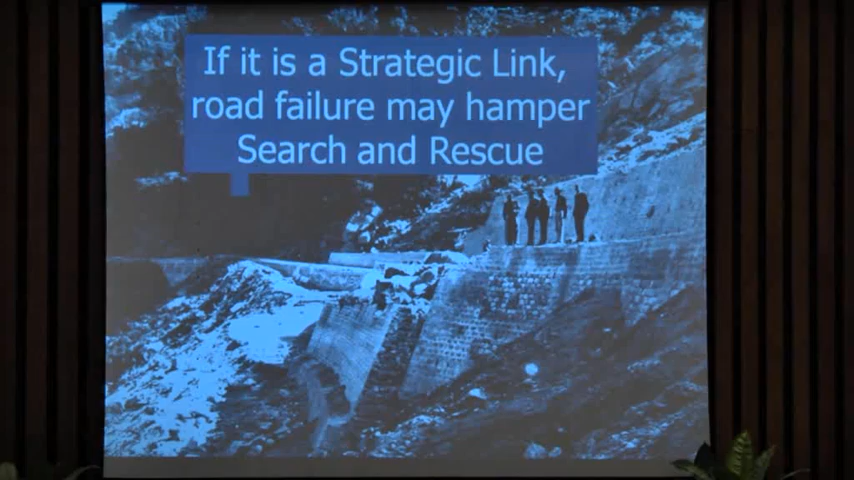 If it is a Strategic Link,
road failure may hamper
Search and Rescue